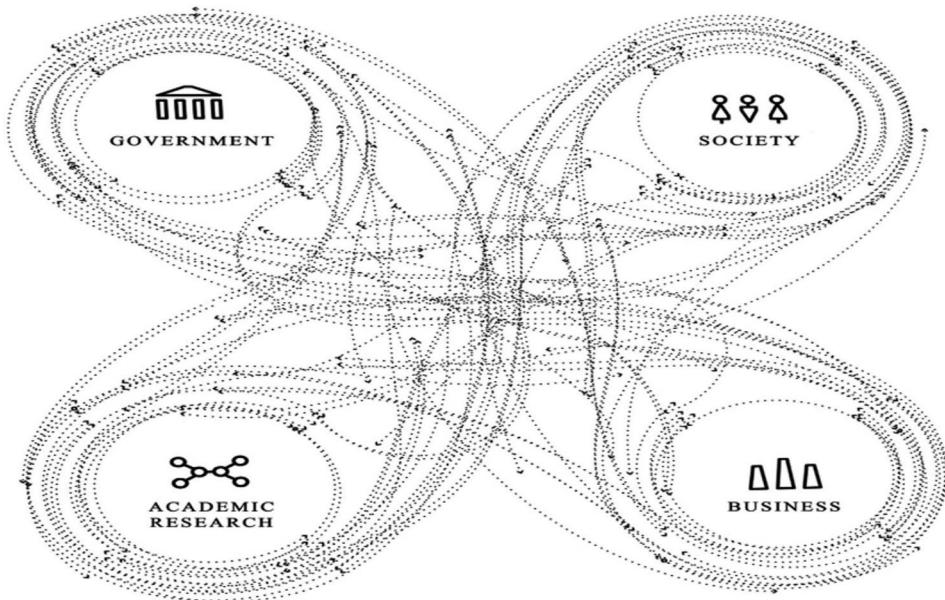 GOVERNMENT
SOCIETY
ACADEMIC
RESEARCH
BUSINESS